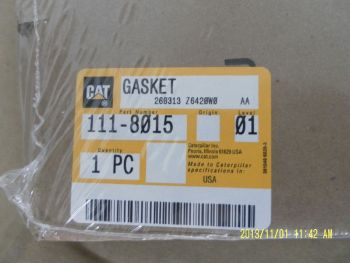 CAT
GASKET
268313 Z6420W0 AA
Part Number Origin Level
111-8015 01
Quantity
1 PC
Caterpillar Inc.
Peoria, Illinois 61629 USA
www.cat.com
Made to Caterpillar
specifications in:
USA
2013/11/01 11:42 AM